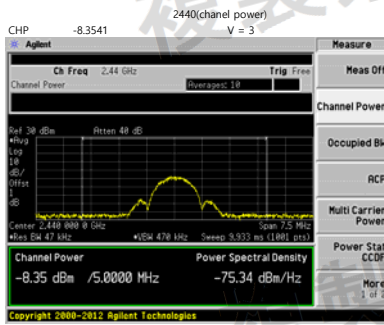 2440(chanel power)
CHP -8.3541 V = 3
Agilent
Measure
Ch Freq 2.44 GHz Trig Free
Channel Power Averages: 10
Meas Off
Channel Power
Occupied BW
ACP
Multi Carrier
Power
Power Stat
CCDF
More
1 of 2
Ref 30 dBm Atten 40 dB
#Avg
Log
10
dB/
Offst
1
dB
Center 2.440 000 0 GHz Span 7.5 MHz
#Res BW 47 kHz #VBW 470 kHz Sweep 9.933 ms (1001 pts)
Channel Power Power Spectral Density
-8.35 dBm /5.0000 MHz -75.34 dBm/Hz
Copyright 2000-2012 Agilent Technologies